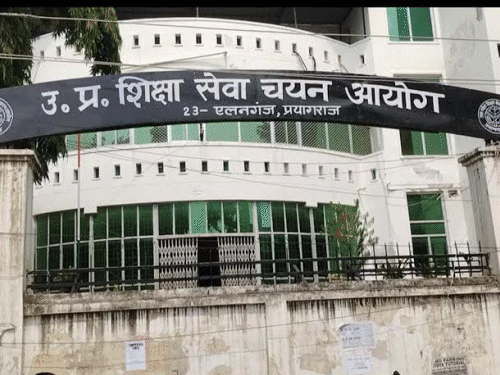 उ. प्र. शिक्षा सेवा चयन आयोग
23- एलनगंज, प्रयागराज